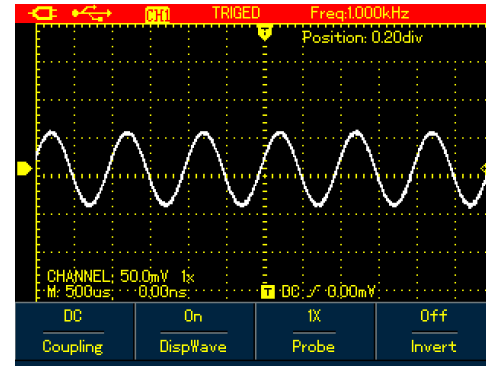 CH1 TRIGED Freq:1.000kHz
T
Position: 0.20div
CHANNEL: 50.0mV 1x
M: 500us; 0.00ns
T DC: 0.00mV
DC On 1X Off
Coupling DispWave Probe Invert